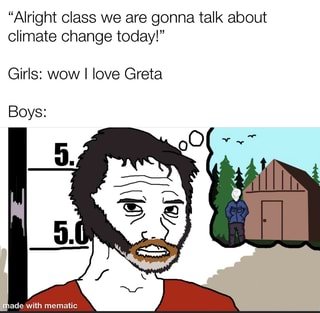 “Alright class we are gonna talk about
climate change today!”
Girls: wow I love Greta
Boys:
5.
5.0
made with mematic